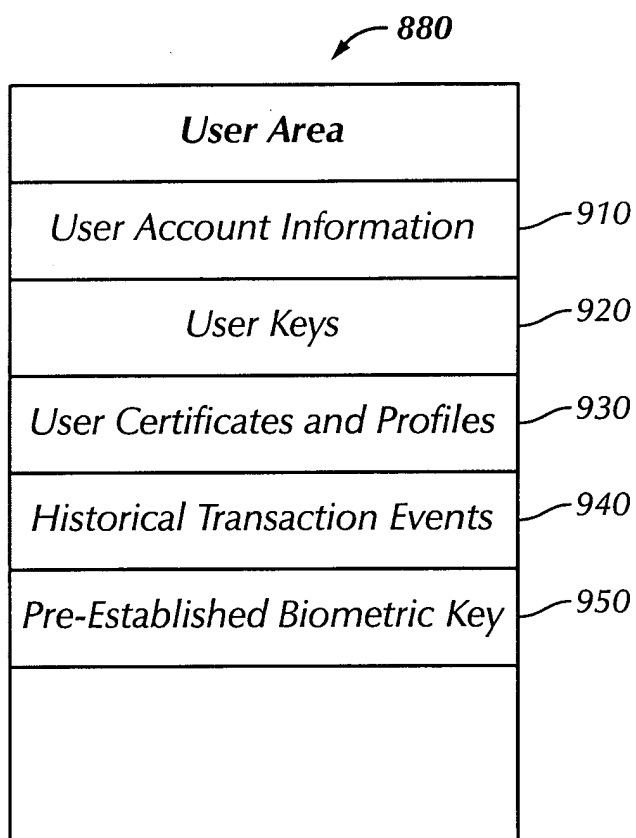 880
User Area
User Account Information
910
User Keys
920
User Certificates and Profiles
930
Historical Transaction Events
940
Pre-Established Biometric Key
950